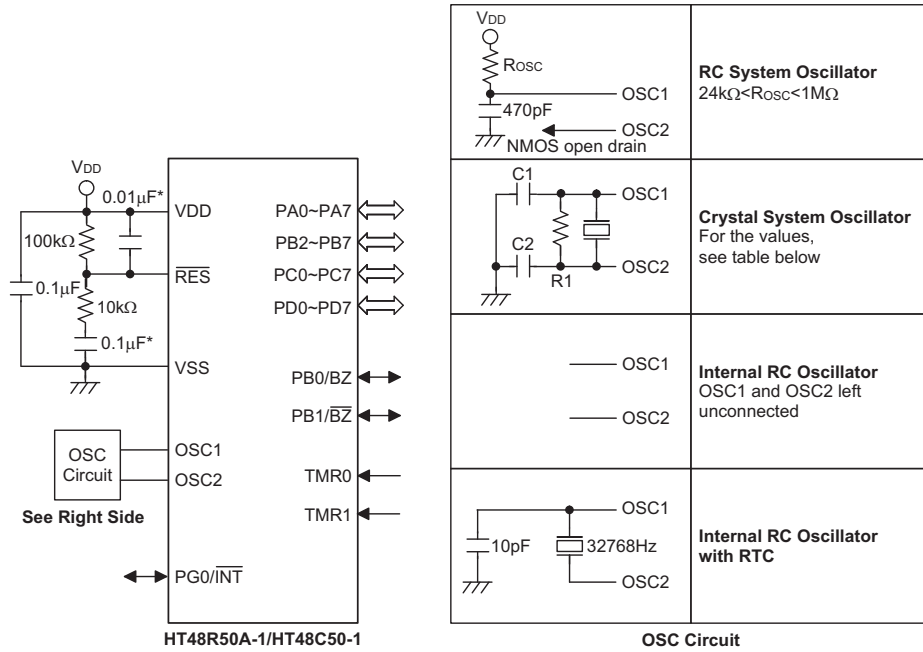 VDD
0.01μF*
100kΩ
0.1μF
10kΩ
0.1μF*
VDD
RES
VSS
OSC1
OSC2
PG0/INT
PA0~PA7
PB2~PB7
PC0~PC7
PD0~PD7
PB0/BZ
PB1/BZ
TMR0
TMR1
OSC
Circuit
See Right Side
HT48R50A-1/HT48C50-1
VDD
ROSC
OSC1
470pF
OSC2
NMOS open drain
RC System Oscillator
24kΩ<ROSC<1MΩ
C1
OSC1
C2
OSC2
R1
Crystal System Oscillator
For the values,
see table below
OSC1
OSC2
Internal RC Oscillator
OSC1 and OSC2 left
unconnected
OSC1
10pF
32768Hz
OSC2
Internal RC Oscillator
with RTC
OSC Circuit